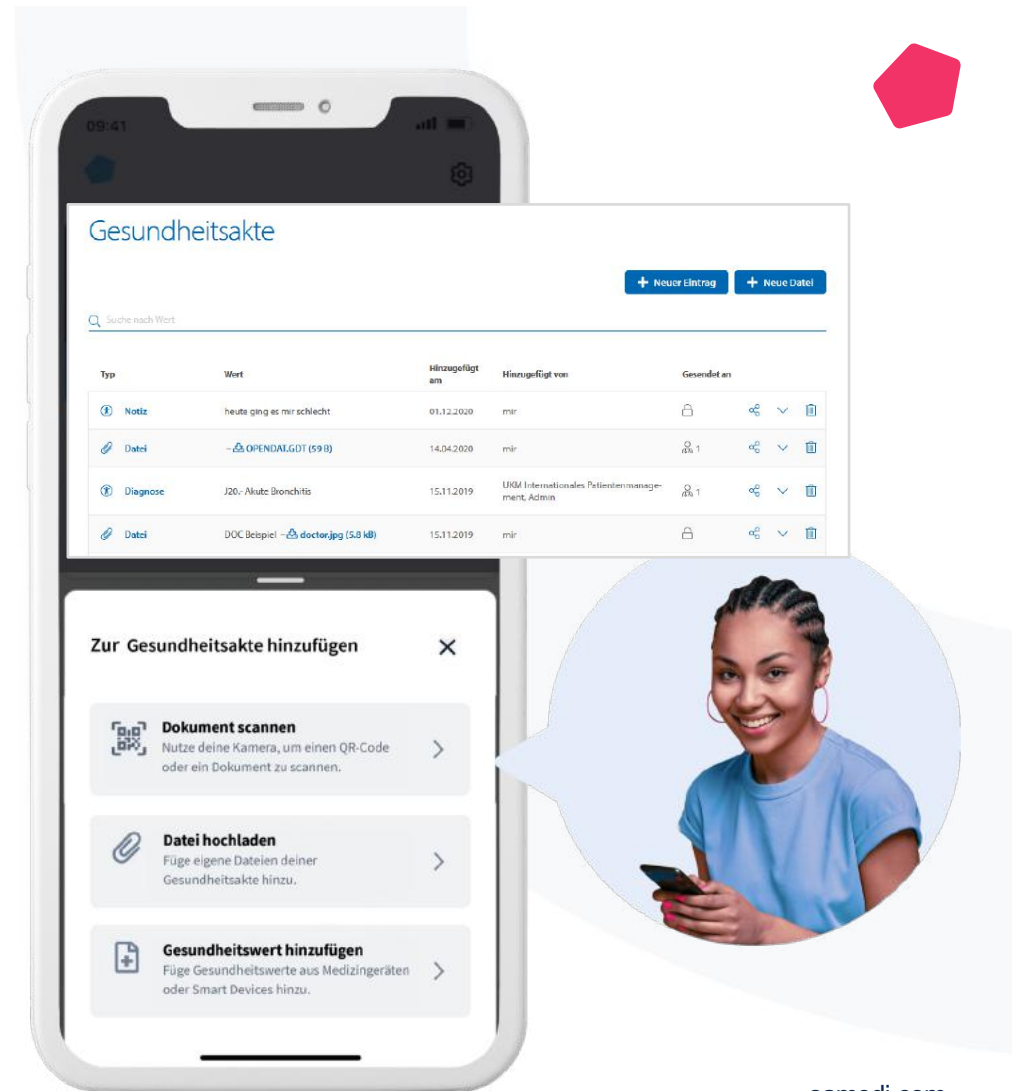 09:41
Gesundheitsakte
Neuer Eintrag
Neue Datei
Suche nach Wert
Typ Wert Hinzugefügt am Hinzugefügt von Gesendet an
Notiz heute ging es mir schlecht 01.12.2020 mir
Datei – OPENDAT.GDT (59 B) 14.04.2020 mir 1
Diagnose J20.- Akute Bronchitis 15.11.2019 UKM Internationales Patientenmanage-
ment, Admin 1
Datei DOC Beispiel – doctor.jpg (5.8 kB) 15.11.2019 mir
Zur Gesundheitsakte hinzufügen
Dokument scannen
Nutze deine Kamera, um einen QR-Code
oder ein Dokument zu scannen.
Datei hochladen
Füge eigene Dateien deiner
Gesundheitsakte hinzu.
Gesundheitswert hinzufügen
Füge Gesundheitswerte aus Medizingeräten
oder Smart Devices hinzu.